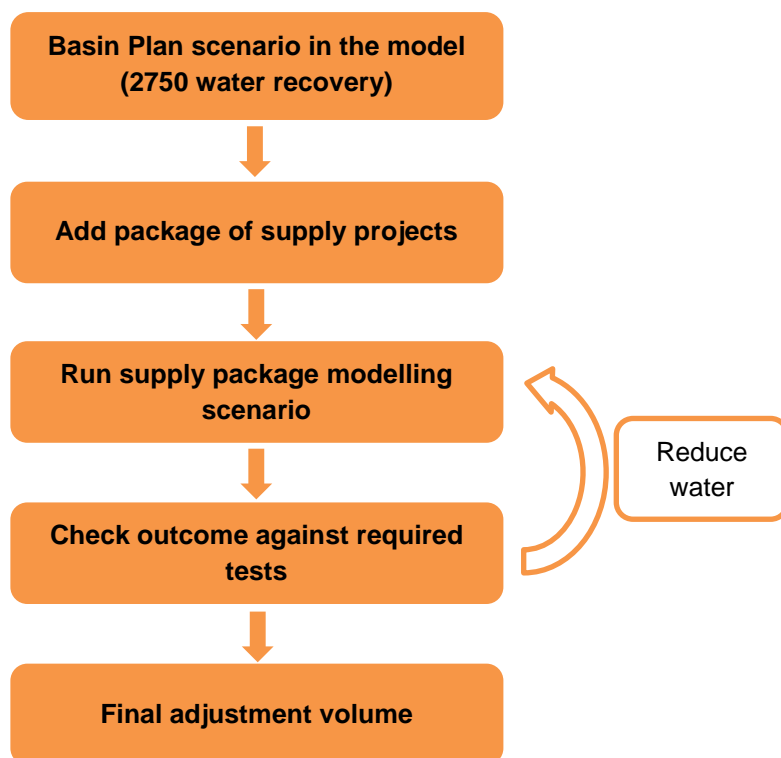 Basin Plan scenario in the model
(2750 water recovery)
Add package of supply projects
Run supply package modelling
scenario
Reduce
water
Check outcome against required
tests
Final adjustment volume